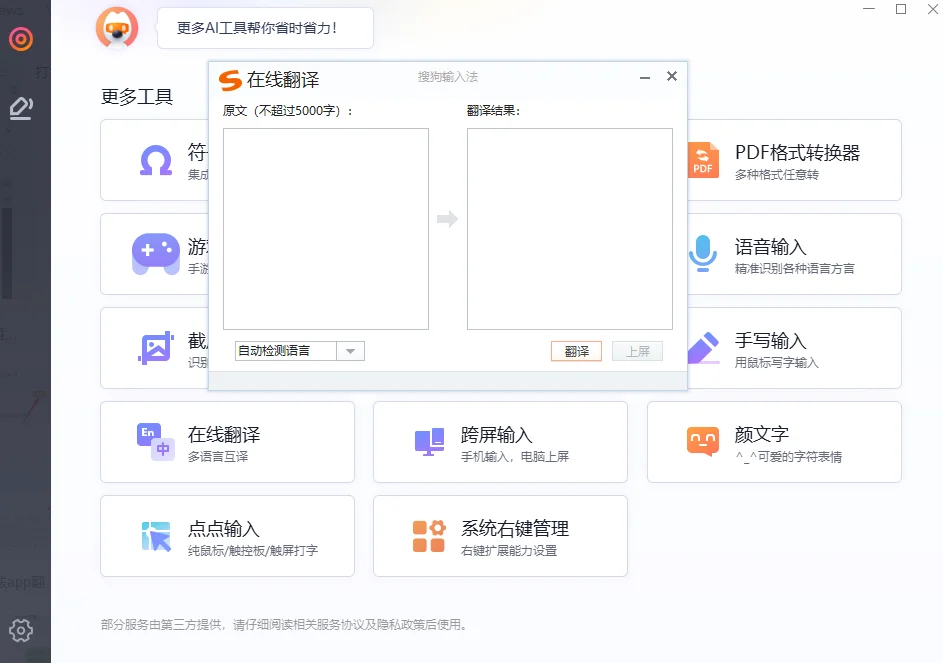 更多AI工具帮你省时省力！
更多工具
在线翻译
搜狗输入法
原文（不超过5000字）：
翻译结果:
自动检测语言
翻译
上屏
符
集成
PDF
PDF格式转换器
多种格式任意转
手游
语音输入
精准识别各种语言方言
识别
手写输入
用鼠标写字输入
En
中
在线翻译
多语言互译
跨屏输入
手机输入，电脑上屏
颜文字
^_^可爱的字符表情
点点输入
纯鼠标/触控板/触屏打字
系统右键管理
右键扩展能力设置
部分服务由第三方提供，请仔细阅读相关服务协议及隐私政策后使用。